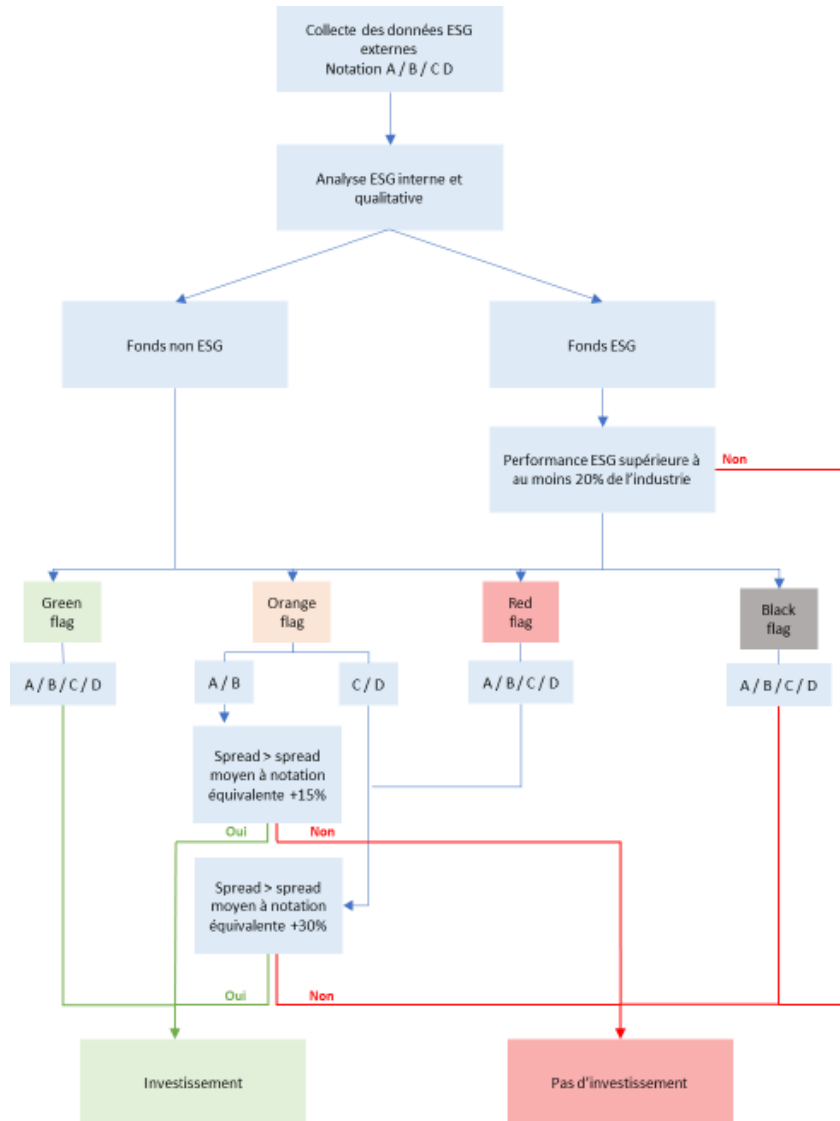 Collecte des données ESG
externes
Notation A / B / C D
Analyse ESG interne et
qualitative
Fonds non ESG
Fonds ESG
Performance ESG supérieure à
au moins 20% de l'industrie
Non
Green
flag
Orange
flag
Red
flag
Black
flag
A / B / C / D
A / B
C / D
A / B / C / D
A / B / C / D
Spread > spread
moyen à notation
équivalente +15%
Oui
Non
Spread > spread
moyen à notation
équivalente +30%
Oui
Non
Investissement
Pas d'investissement